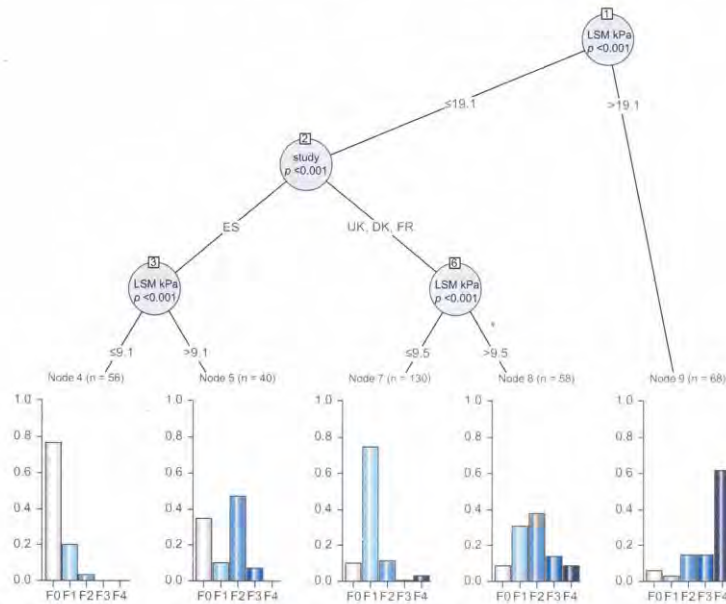 1
LSM kPa
p <0.001
≤19.1
>19.1
2
study
p <0.001
ES
UK, DK, FR
3
LSM kPa
p <0.001
6
LSM kPa
p <0.001
≤9.1
>9.1
≤9.5
>9.5
Node 4 (n = 56)
Node 5 (n = 40)
Node 7 (n = 130)
Node 8 (n = 58)
Node 9 (n = 68)
1.0
0.8
0.6
0.4
0.2
0.0
F0 F1 F2 F3 F4
1.0
0.8
0.6
0.4
0.2
0.0
F0 F1 F2 F3 F4
1.0
0.8
0.6
0.4
0.2
0.0
F0 F1 F2 F3 F4
1.0
0.8
0.6
0.4
0.2
0.0
F0 F1 F2 F3 F4
1.0
0.8
0.6
0.4
0.2
0.0
F0 F1 F2 F3 F4